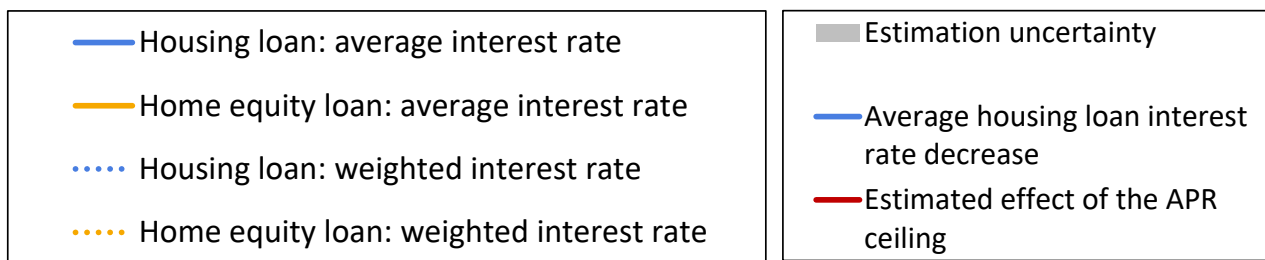 Housing loan: average interest rate
Home equity loan: average interest rate
Housing loan: weighted interest rate
Home equity loan: weighted interest rate
Estimation uncertainty
Average housing loan interest
rate decrease
Estimated effect of the APR
ceiling